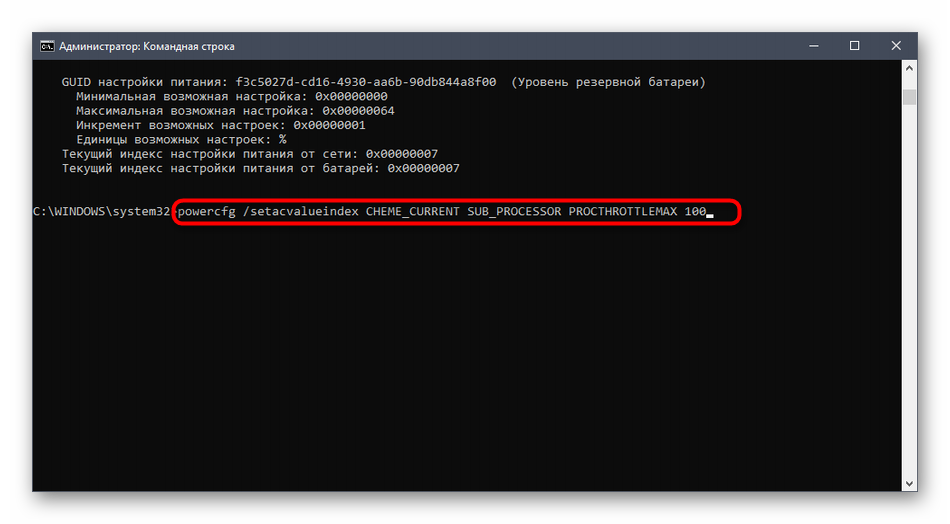 Администратор: Командная строка
GUID настройки питания: f3c5027d-cd16-4930-aa6b-90db844a8f00 (Уровень резервной батареи)
Минимальная возможная настройка: 0x00000000
Максимальная возможная настройка: 0x00000064
Инкремент возможных настроек: 0x00000001
Единицы возможных настроек: %
Текущий индекс настройки питания от сети: 0x00000007
Текущий индекс настройки питания от батарей: 0x00000007
C:\WINDOWS\system32>powercfg /setacvalueindex CHEME_CURRENT SUB_PROCESSOR PROCTHROTTLEMAX 100